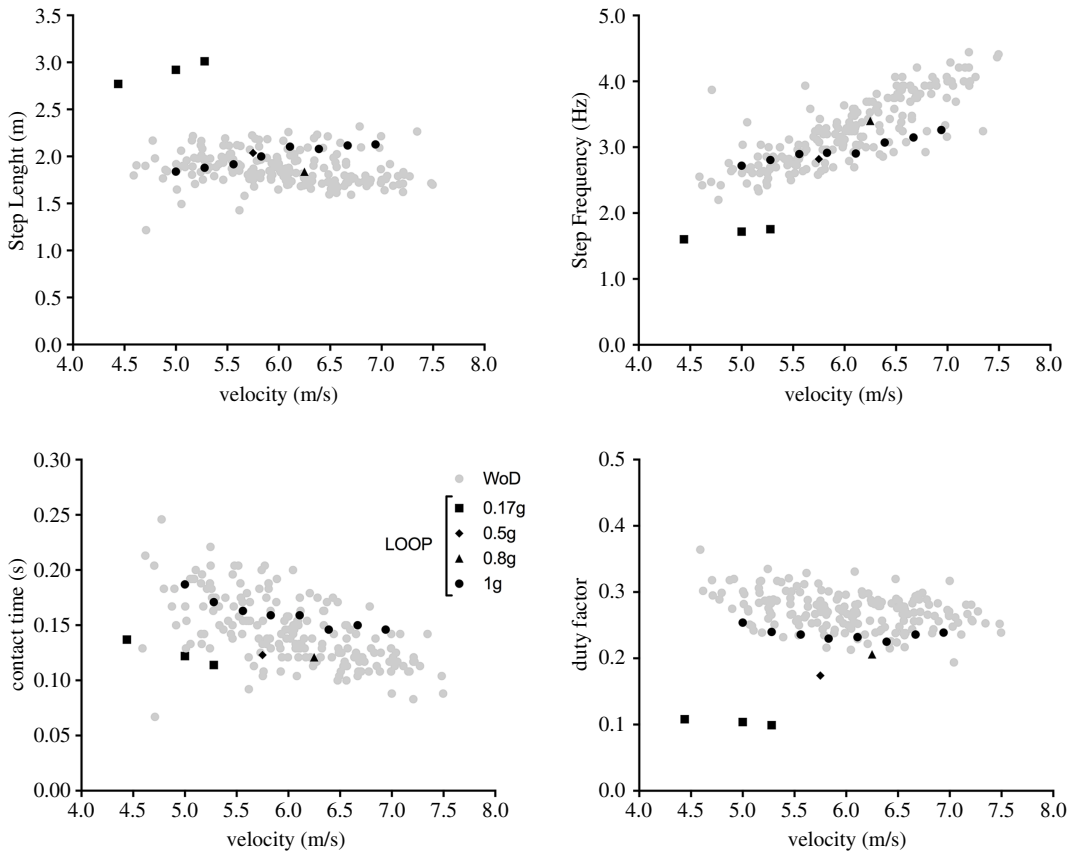 3.5
3.0
2.5
2.0
1.5
1.0
0.5
0.0
Step Lenght (m)
4.0 4.5 5.0 5.5 6.0 6.5 7.0 7.5 8.0
velocity (m/s)
5.0
4.0
3.0
2.0
1.0
0.0
Step Frequency (Hz)
4.0 4.5 5.0 5.5 6.0 6.5 7.0 7.5 8.0
velocity (m/s)
0.30
0.25
0.20
0.15
0.10
0.05
0.00
contact time (s)
4.0 4.5 5.0 5.5 6.0 6.5 7.0 7.5 8.0
velocity (m/s)
WoD
LOOP
0.17g
0.5g
0.8g
1g
0.5
0.4
0.3
0.2
0.1
0.0
duty factor
4.0 4.5 5.0 5.5 6.0 6.5 7.0 7.5 8.0
velocity (m/s)